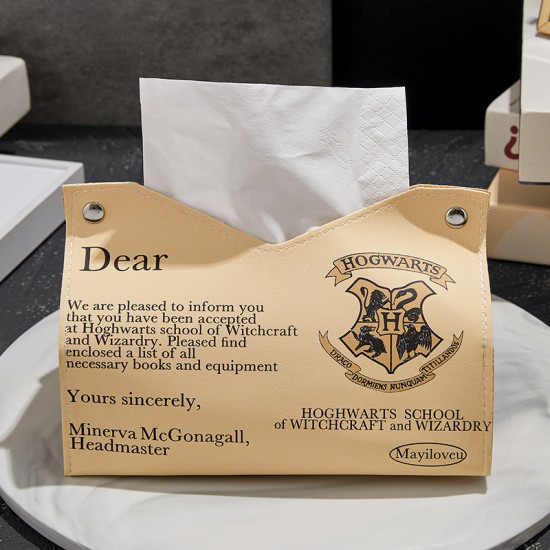 Dear
We are pleased to inform you
that you have been accepted
at Höghwarts school of Witchcraft
and Wizardry. Pleased find
enclosed a list of all
necessary books and equipment
Yours sincerely,
Minerva McGonagall,
Headmaster
HOGWARTS
H
DRACO DORMIENS NUNQUAM TITILLANDUS
HOGHWARTS SCHOOL
of WITCHCRAFT and WIZARDRY
Mayiloveu